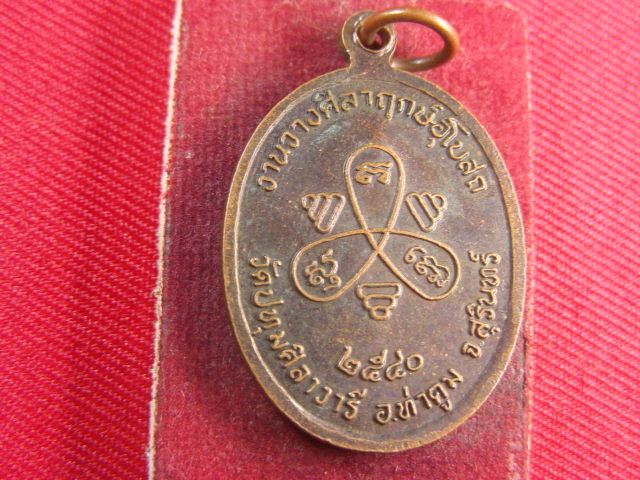 งานวางศิลาฤกษ์อุโบสถ
๒๕๔๐
วัดปทุมศิลาวารี อ.ท่าตูม จ.สุรินทร์